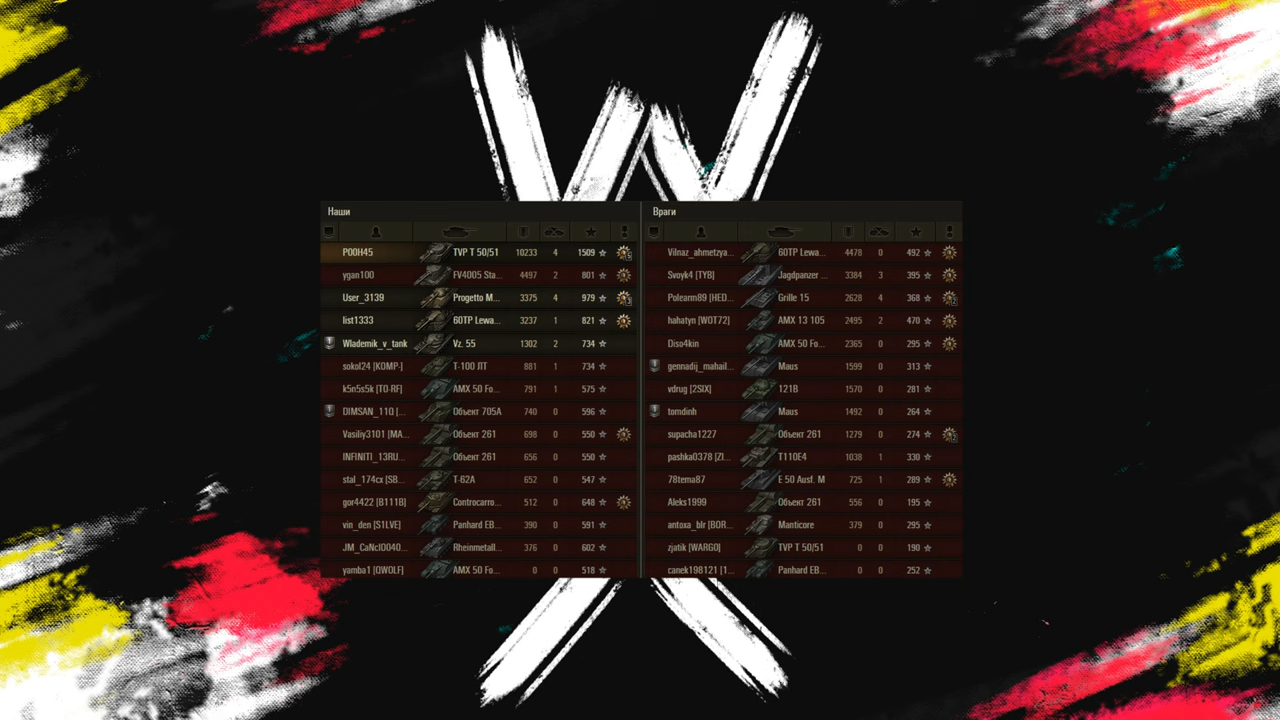 Наши Враги
P00H45 TVP T 50/51 10233 4 1509 Vilnaz_ahmetzya... 60TP Lewa... 4478 0 492
ygan100 FV4005 Sta... 4497 2 801 Svoyk4 [TYB] Jagdpanzer ... 3384 3 395
User_3139 Progetto M... 3375 4 979 Polearm89 [HED... Grille 15 2628 4 368
list1333 60TP Lewa... 3237 1 821 hahatyn [WOT72] AMX 13 105 2495 2 470
Wlademik_v_tank Vz. 55 1302 2 734 Diso4kin AMX 50 Fo... 2365 0 295
sokol24 [KOMP-] Т-100 ЛТ 881 1 734 gennadij_mahail... Maus 1599 0 313
k5n5s5k [TO-RF] AMX 50 Fo... 791 1 575 vdrug [2SIX] 121B 1570 0 281
DIMSAN_110 [... Объект 705А 740 0 596 tomdinh Maus 1492 0 264
Vasiliy3101 [MA... Объект 261 698 0 550 supacha1227 Объект 261 1279 0 274
INFINITI_13RU... Объект 261 656 0 550 pashka0378 [ZI... T110E4 1038 1 330
stal_174cx [SB... Т-62А 652 0 547 78tema87 E 50 Ausf. M 725 1 289
gor4422 [B111B] Controcarro... 512 0 648 Aleks1999 Объект 261 556 0 195
vin_den [S1LVE] Panhard EB... 390 0 591 antoxa_blr [BOR... Manticore 379 0 295
JM_CaNclO040... Rheinmetall... 376 0 602 zjatik [WARGO] TVP T 50/51 0 0 190
yamba1 [QWOLF] AMX 50 Fo... 0 0 518 canek198121 [1... Panhard EB... 0 0 252